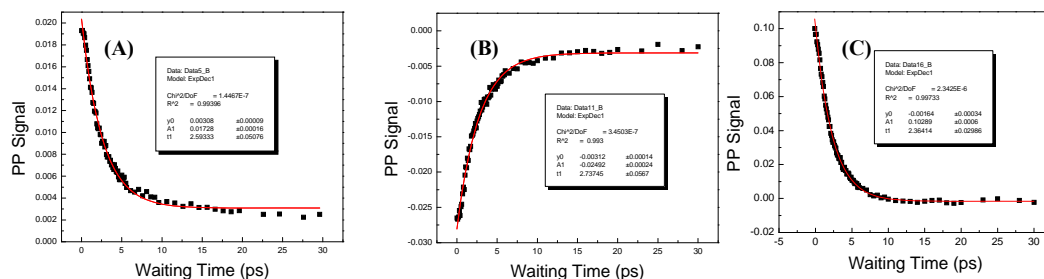 (A)
Data: Data5_B
Model: ExpDec1
Chi^2/DoF = 1.4467E-7
R^2 = 0.99396
y0 0.00308 ±0.00009
A1 0.01728 ±0.00016
t1 2.59333 ±0.05076
PP Signal
0.020
0.018
0.016
0.014
0.012
0.010
0.008
0.006
0.004
0.002
0.000
0 5 10 15 20 25 30
Waiting Time (ps)
(B)
Data: Data11_B
Model: ExpDec1
Chi^2/DoF = 3.4503E-7
R^2 = 0.993
y0 -0.00312 ±0.00014
A1 -0.02492 ±0.00024
t1 2.73745 ±0.0567
PP Signal
0.000
-0.005
-0.010
-0.015
-0.020
-0.025
-0.030
0 5 10 15 20 25 30
Waiting Time (ps)
(C)
Data: Data16_B
Model: ExpDec1
Chi^2/DoF = 2.3425E-6
R^2 = 0.99733
y0 -0.00164 ±0.00034
A1 0.10289 ±0.0006
t1 2.36414 ±0.02986
PP Signal
0.10
0.08
0.06
0.04
0.02
0.00
-0.02
-5 0 5 10 15 20 25 30
Waiting Time (ps)